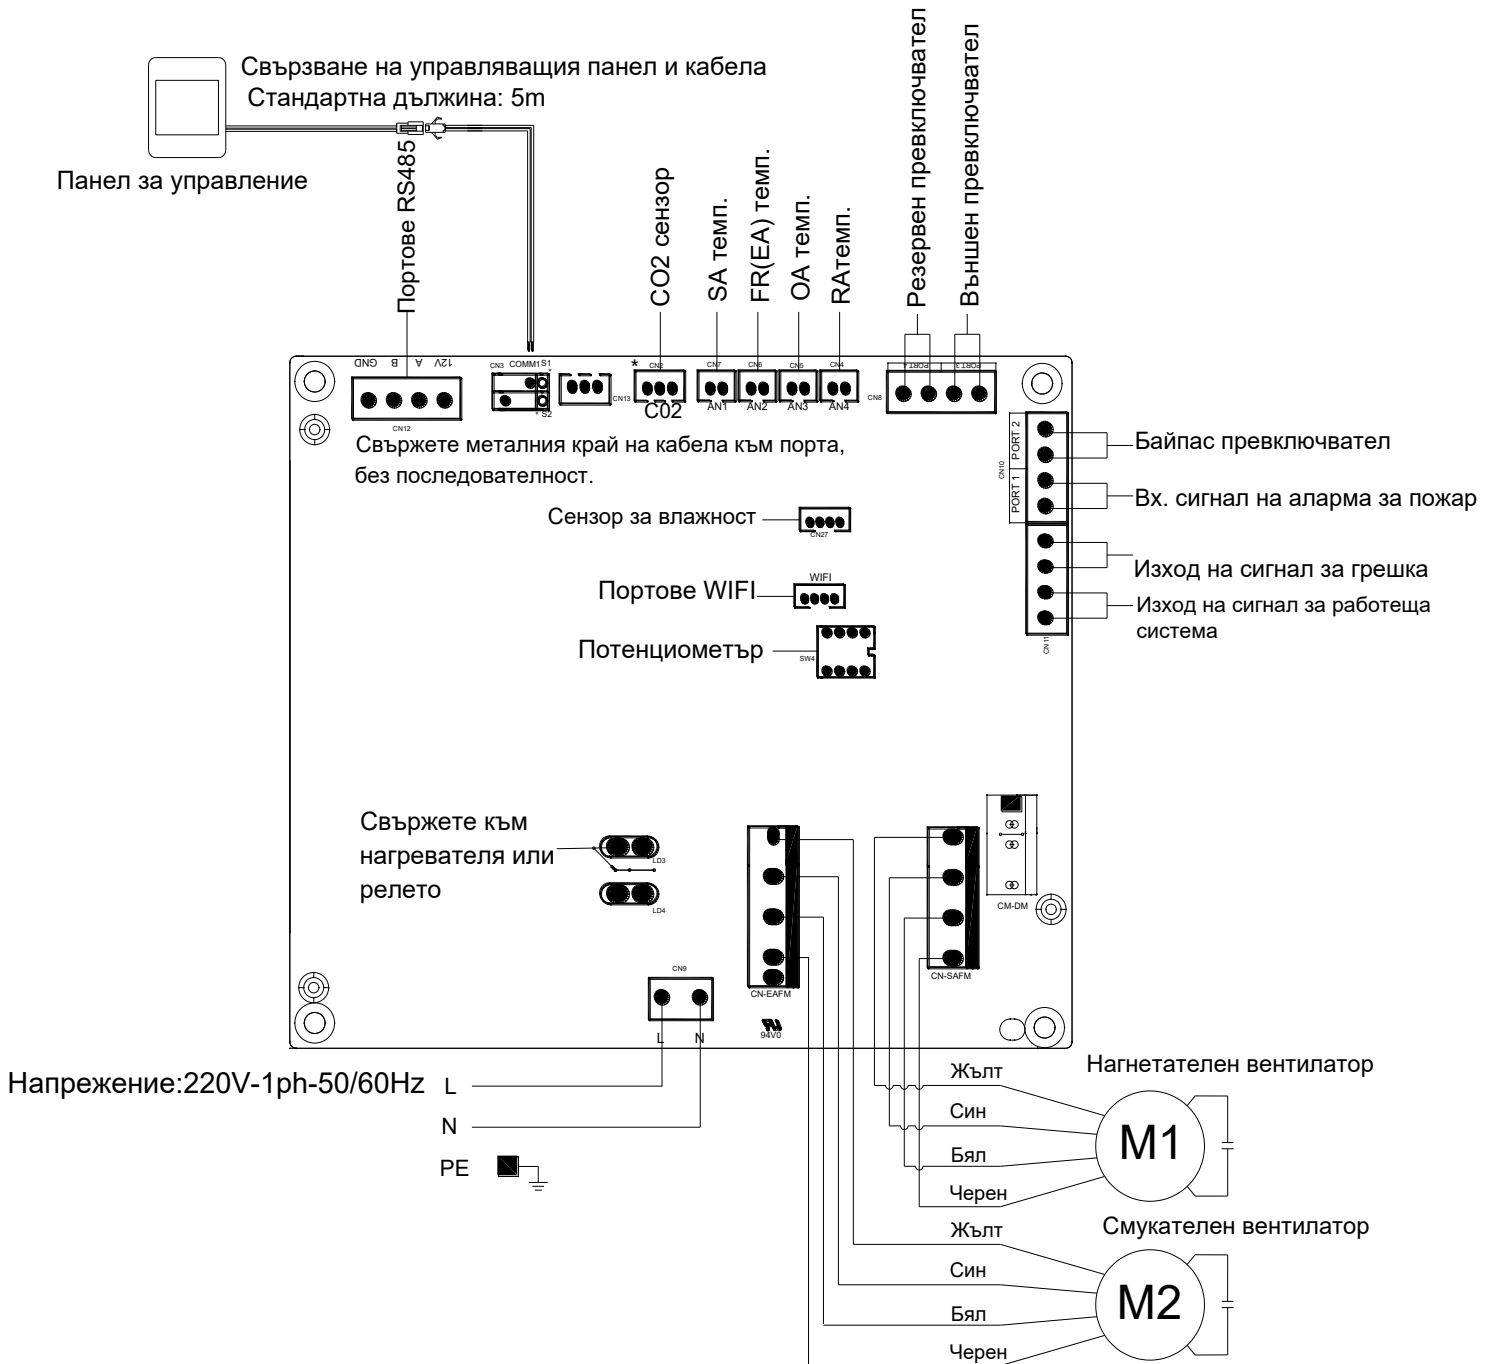 Свързване на управляващия панел и кабела
Стандартна дължина: 5m
Панел за управление
Портове RS485
CO2 сензор
SA темп.
FR(EA) темп.
OA темп.
RAтемп.
Резервен превключвател
Външен превключвател
GND
B
A
12V
CN12
CN3
COMM1
S1
*
*
S2
CN13
*
CN2
C02
CN7
AN1
CN6
AN2
CN5
AN3
CN4
AN4
CN8
PORT 4
PORT 3
Свържете металния край на кабела към порта,
без последователност.
CN10
PORT 2
PORT 1
Байпас превключвател
Вх. сигнал на аларма за пожар
Сензор за влажност
CN27
Изход на сигнал за грешка
Портове WIFI
WIFI
Изход на сигнал за работеща
система
CN11
Потенциометър
SW4
Свържете към
нагревателя или
релето
LD3
LD4
CM-DM
CN9
L
N
CN-EAFM
CN-SAFM
94V0
Напрежение:220V-1ph-50/60Hz
L
N
PE
Нагнетателен вентилатор
Жълт
Син
Бял
Черен
M1
Смукателен вентилатор
Жълт
Син
Бял
Черен
M2